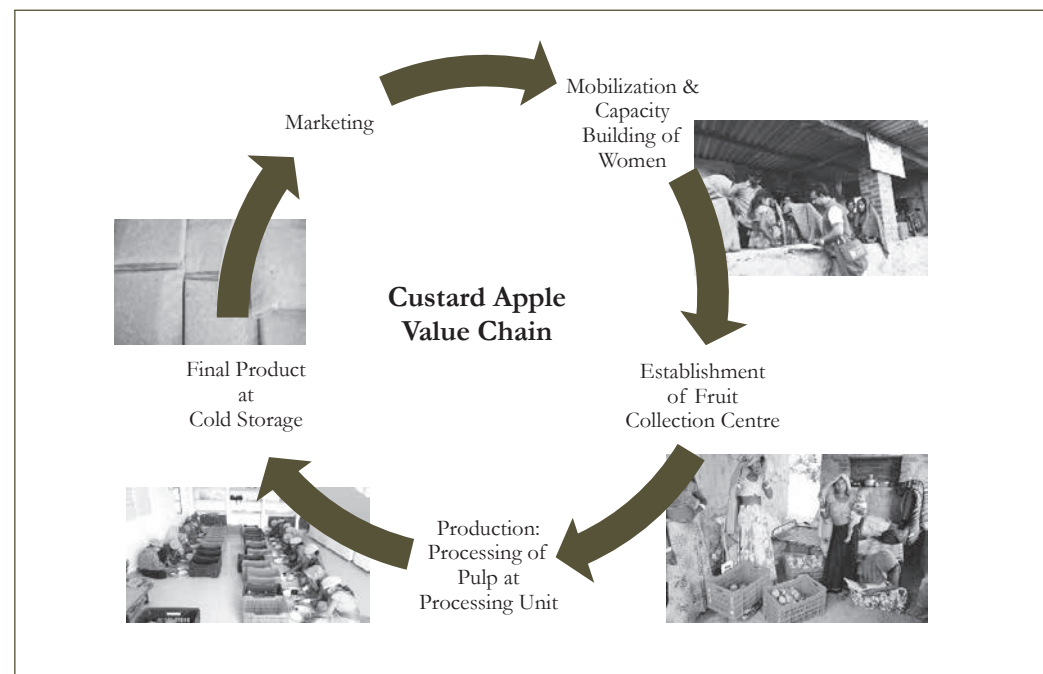 Marketing
Mobilization &
Capacity
Building of
Women
Custard Apple
Value Chain
Final Product
at
Cold Storage
Establishment
of Fruit
Collection Centre
Production:
Processing of
Pulp at
Processing Unit